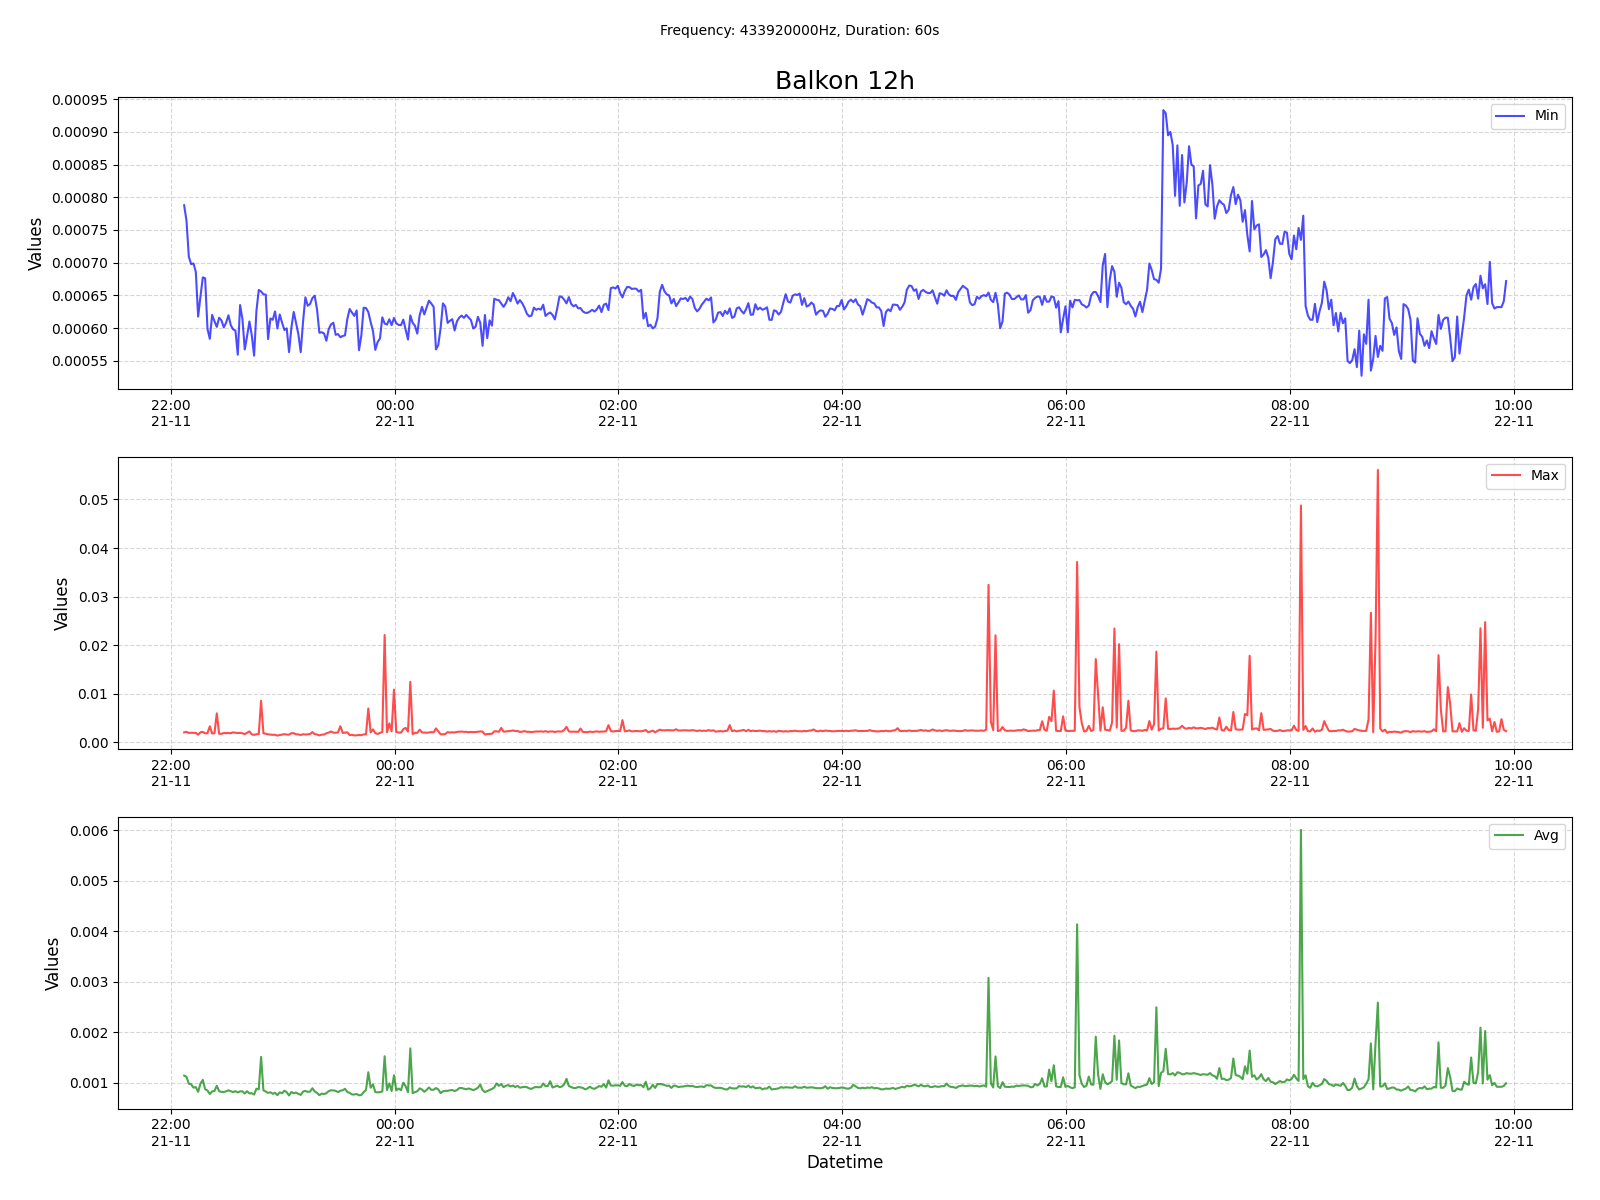 Frequency: 433920000Hz, Duration: 60s
Balkon 12h
0.00095
0.00090
0.00085
0.00080
0.00075
0.00070
0.00065
0.00060
0.00055
Values
Min
22:00 00:00 02:00 04:00 06:00 08:00 10:00
21-11 22-11 22-11 22-11 22-11 22-11 22-11
0.05
0.04
0.03
0.02
0.01
0.00
Values
Max
22:00 00:00 02:00 04:00 06:00 08:00 10:00
21-11 22-11 22-11 22-11 22-11 22-11 22-11
0.006
0.005
0.004
0.003
0.002
0.001
Values
Avg
22:00 00:00 02:00 04:00 06:00 08:00 10:00
21-11 22-11 22-11 22-11 22-11 22-11 22-11
Datetime